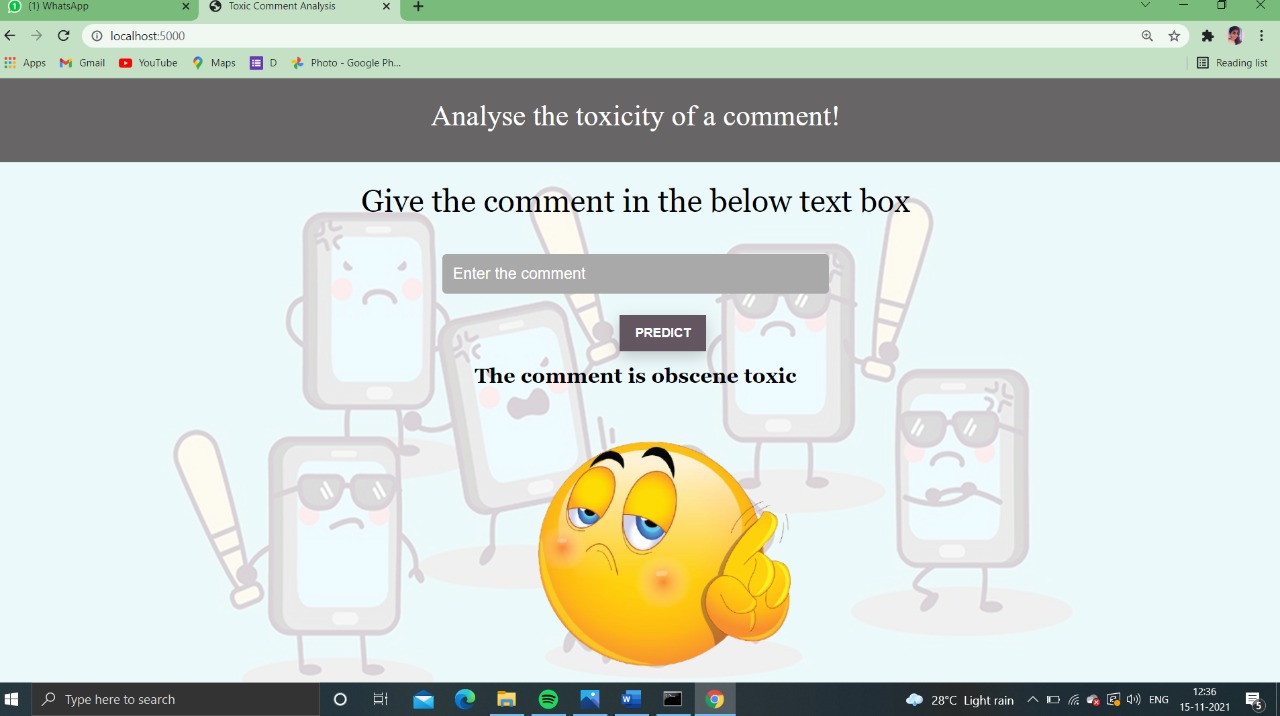 (1) WhatsApp
Toxic Comment Analysis
localhost:5000
Apps
Gmail
YouTube
Maps
D
Photo - Google Ph...
Reading list
Analyse the toxicity of a comment!
Give the comment in the below text box
Enter the comment
PREDICT
The comment is obscene toxic
Type here to search
28°C Light rain
ENG
12:36
15-11-2021
5